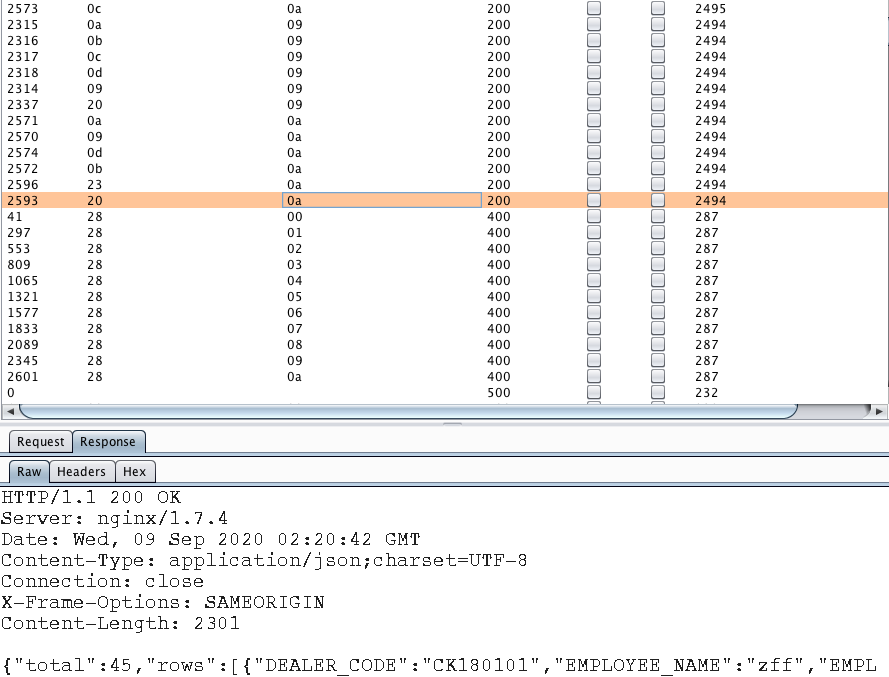 2573 0c 0a 200 2495
2315 0a 09 200 2494
2316 0b 09 200 2494
2317 0c 09 200 2494
2318 0d 09 200 2494
2314 09 09 200 2494
2337 20 09 200 2494
2571 0a 0a 200 2494
2570 09 0a 200 2494
2574 0d 0a 200 2494
2572 0b 0a 200 2494
2596 23 0a 200 2494
2593 20 0a 200 2494
41 28 00 400 287
297 28 01 400 287
553 28 02 400 287
809 28 03 400 287
1065 28 04 400 287
1321 28 05 400 287
1577 28 06 400 287
1833 28 07 400 287
2089 28 08 400 287
2345 28 09 400 287
2601 28 0a 400 287
0 500 232
Request Response
Raw Headers Hex
HTTP/1.1 200 OK
Server: nginx/1.7.4
Date: Wed, 09 Sep 2020 02:20:42 GMT
Content-Type: application/json;charset=UTF-8
Connection: close
X-Frame-Options: SAMEORIGIN
Content-Length: 2301
{"total":45,"rows":[{"DEALER_CODE":"CK180101","EMPLOYEE_NAME":"zff","EMPL